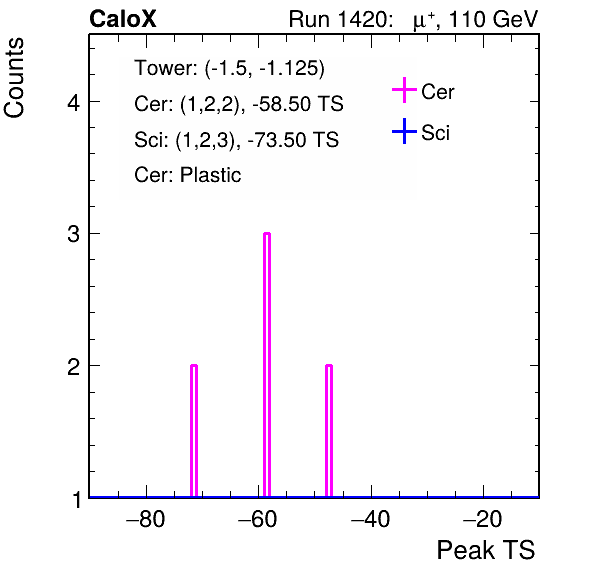 CaloX Run 1420: μ⁺, 110 GeV
Counts
Tower: (-1.5, -1.125)
Cer: (1,2,2), -58.50 TS
Sci: (1,2,3), -73.50 TS
Cer: Plastic
Cer
Sci
4
3
2
1
−80 −60 −40 −20
Peak TS